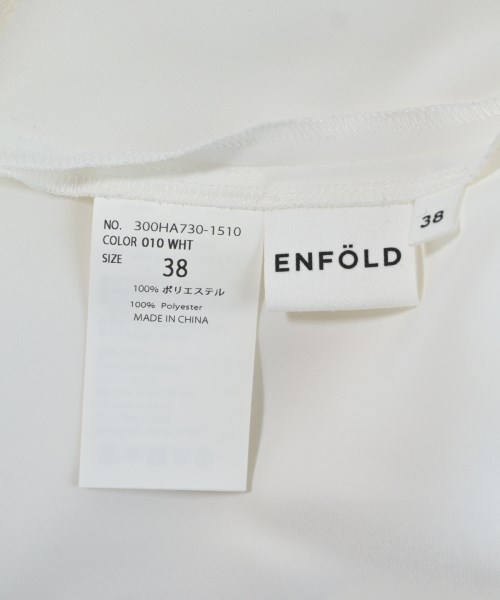 NO. 300HA730-1510
COLOR 010 WHT
SIZE 38
100% ポリエステル
100% Polyester
MADE IN CHINA
ENFÖLD
38